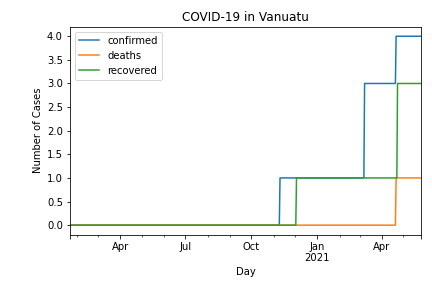 COVID-19 in Vanuatu
confirmed
deaths
recovered
Number of Cases
4.0
3.5
3.0
2.5
2.0
1.5
1.0
0.5
0.0
Apr
Jul
Oct
Jan
2021
Apr
Day